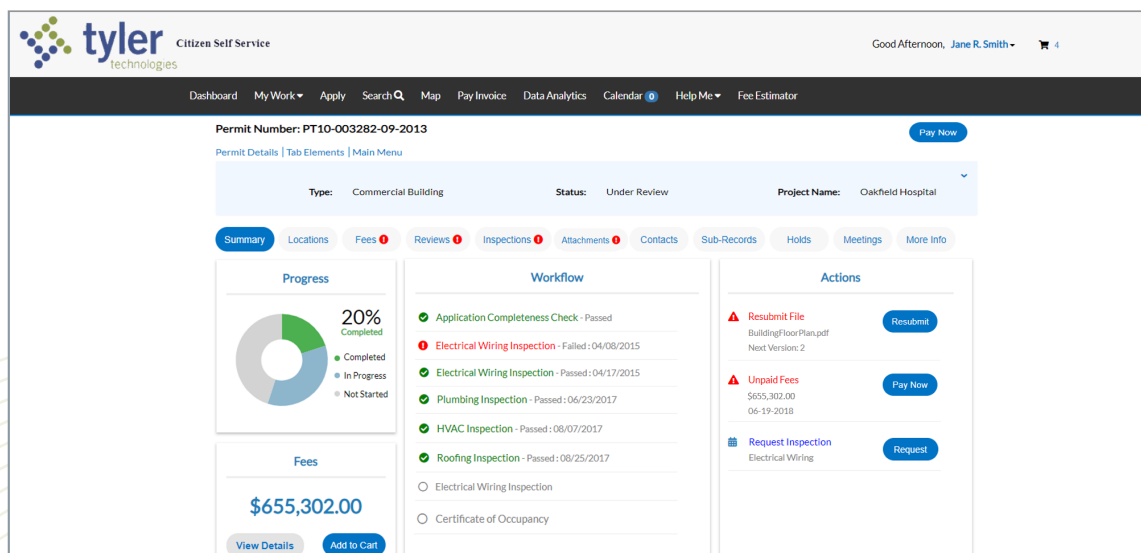 tyler
technologies
Citizen Self Service
Good Afternoon, Jane R. Smith
4
Dashboard My Work Apply Search Map Pay Invoice Data Analytics Calendar 0 Help Me Fee Estimator
Permit Number: PT10-003282-09-2013
Pay Now
Permit Details | Tab Elements | Main Menu
Type: Commercial Building Status: Under Review Project Name: Oakfield Hospital
Summary Locations Fees Reviews Inspections Attachments Contacts Sub-Records Holds Meetings More Info
Progress
20%
Completed
Completed
In Progress
Not Started
Fees
$655,302.00
View Details Add to Cart
Workflow
Application Completeness Check - Passed
Electrical Wiring Inspection - Failed : 04/08/2015
Electrical Wiring Inspection - Passed : 04/17/2015
Plumbing Inspection - Passed : 06/23/2017
HVAC Inspection - Passed : 08/07/2017
Roofing Inspection - Passed : 08/25/2017
Electrical Wiring Inspection
Certificate of Occupancy
Actions
Resubmit File
BuildingFloorPlan.pdf
Next Version: 2
Resubmit
Unpaid Fees
$655,302.00
06-19-2018
Pay Now
Request Inspection
Electrical Wiring
Request